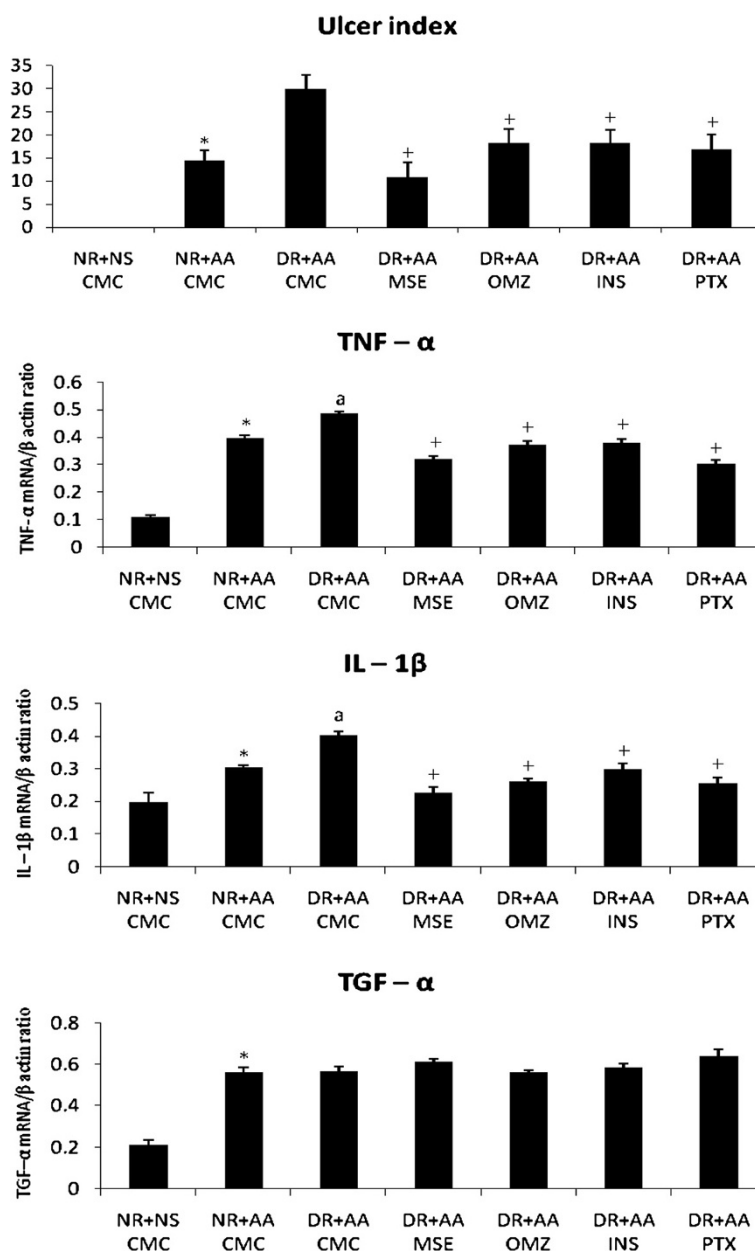 Ulcer index
35
30
25
20
15
10
5
0
*
+
+
+
+
NR+NS NR+AA DR+AA DR+AA DR+AA DR+AA DR+AA
CMC CMC CMC MSE OMZ INS PTX
TNF – α
TNF-α mRNA/β actin ratio
0.6
0.5
0.4
0.3
0.2
0.1
0
*
a
+
+
+
+
NR+NS NR+AA DR+AA DR+AA DR+AA DR+AA DR+AA
CMC CMC CMC MSE OMZ INS PTX
IL – 1β
IL–1β mRNA/β actin ratio
0.5
0.4
0.3
0.2
0.1
0
*
a
+
+
+
+
NR+NS NR+AA DR+AA DR+AA DR+AA DR+AA DR+AA
CMC CMC CMC MSE OMZ INS PTX
TGF – α
TGF–α mRNA/β actin ratio
0.8
0.6
0.4
0.2
0
*
NR+NS NR+AA DR+AA DR+AA DR+AA DR+AA DR+AA
CMC CMC CMC MSE OMZ INS PTX